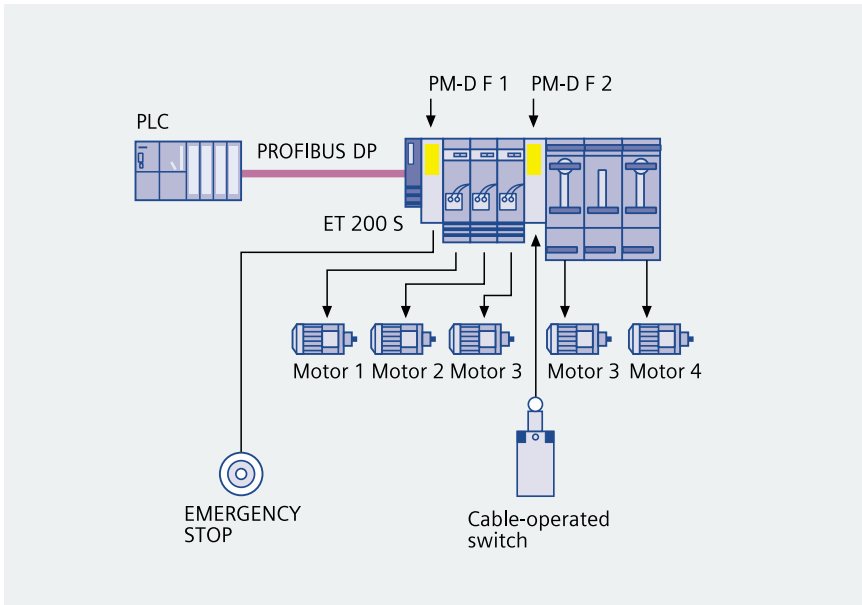 PM-D F 1
PM-D F 2
PLC
PROFIBUS DP
ET 200 S
Motor 1
Motor 2
Motor 3
Motor 3
Motor 4
EMERGENCY
STOP
Cable-operated
switch